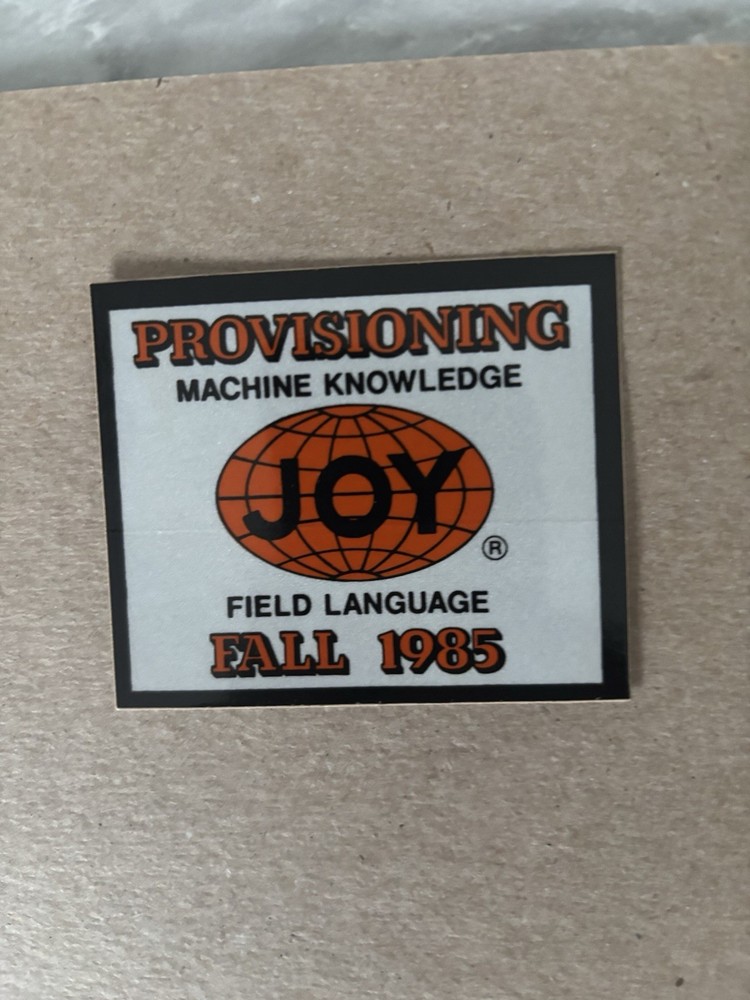 PROVISIONING
MACHINE KNOWLEDGE
JOY
®
FIELD LANGUAGE
FALL 1985